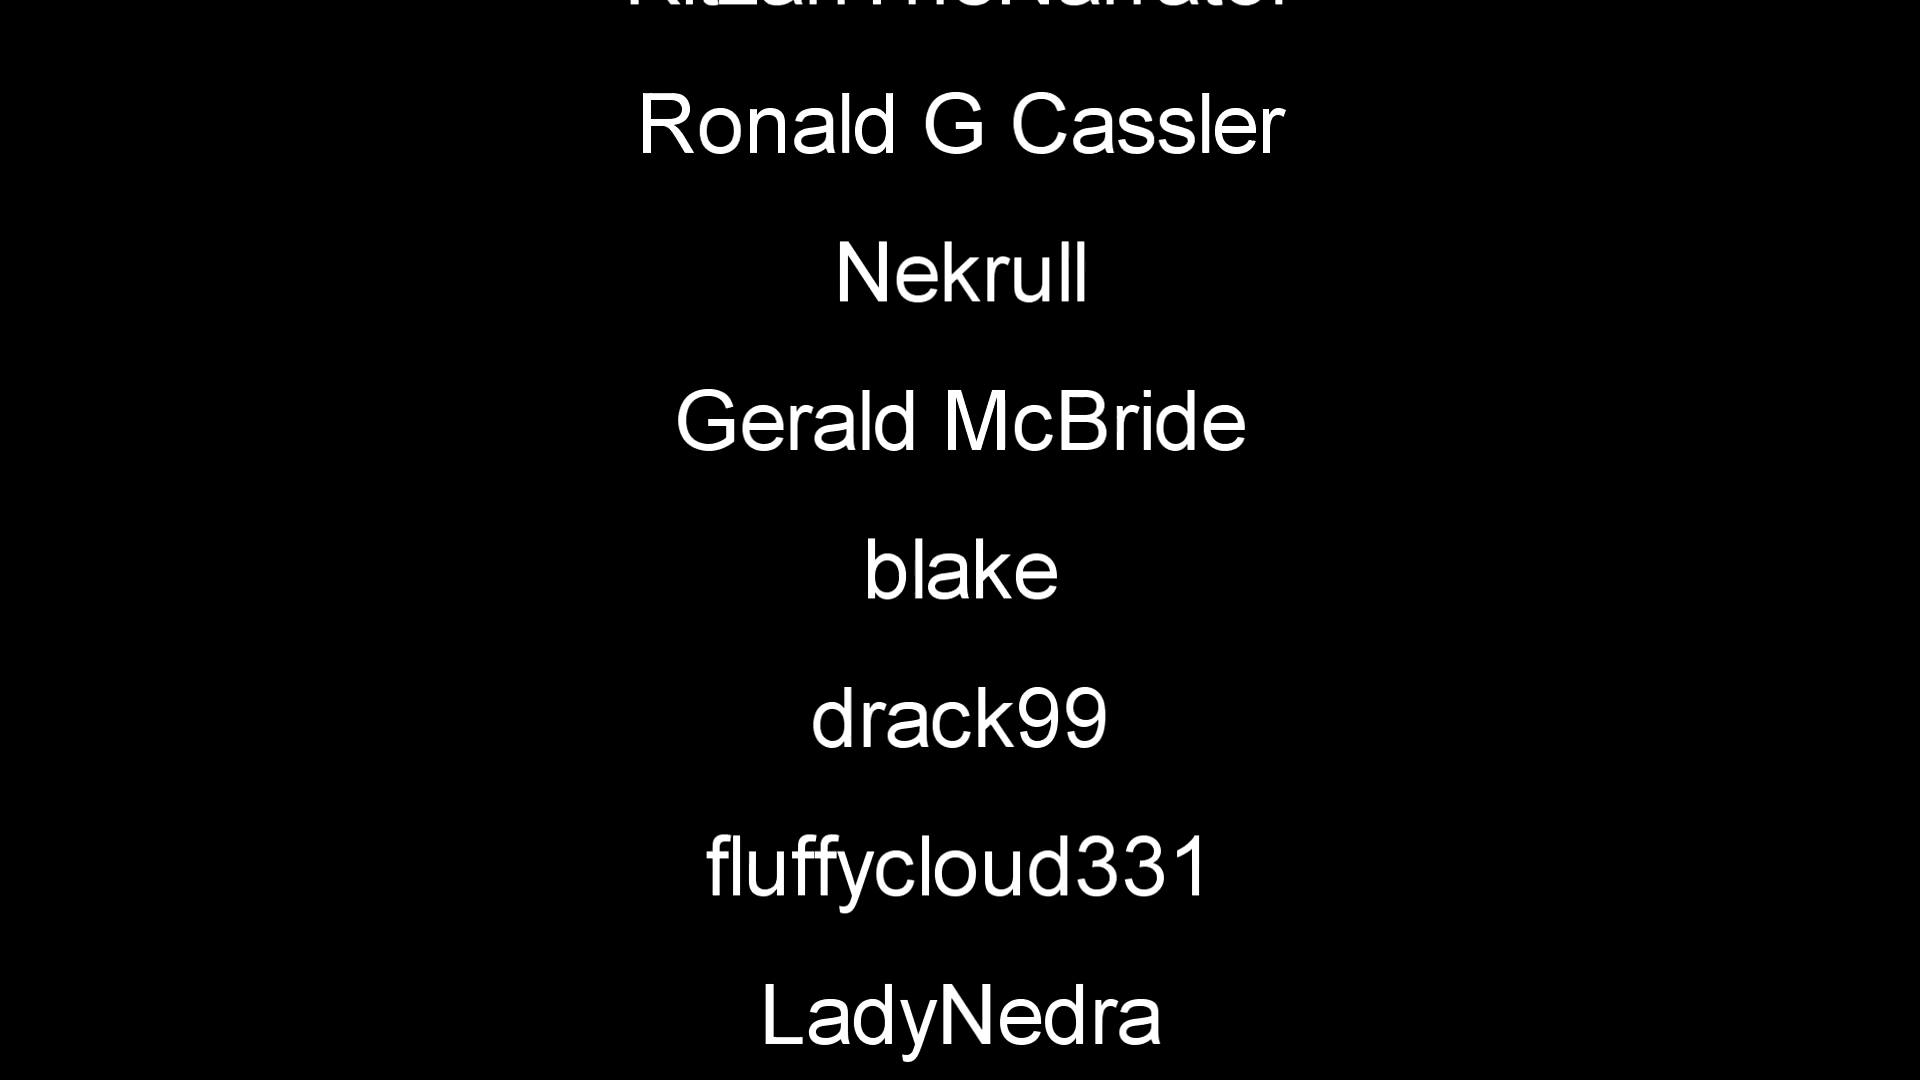 Ronald G Cassler
Nekrull
Gerald McBride
blake
drack99
fluffycloud331
LadyNedra